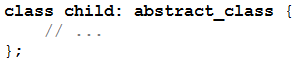 class child: abstract_class {
    // ...
};